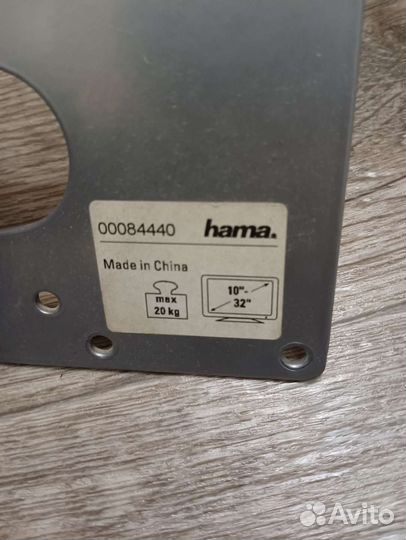 00084440 hama.
Made in China
max
20 kg
10"-
32"
Avito